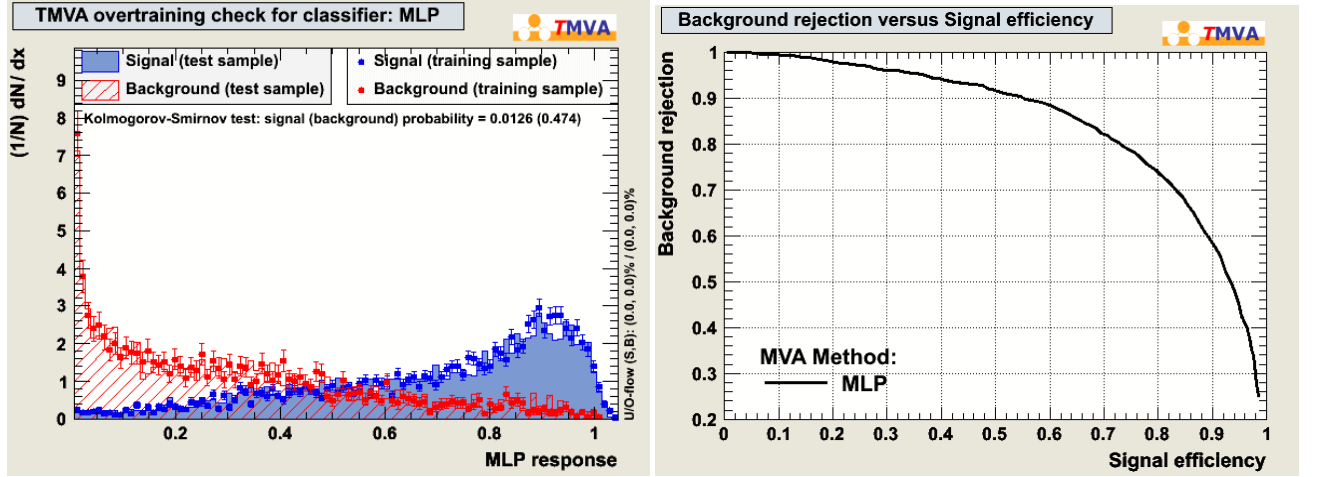 TMVA overtraining check for classifier: MLP
TMVA
Signal (test sample)
Background (test sample)
Signal (training sample)
Background (training sample)
Kolmogorov-Smirnov test: signal (background) probability = 0.0126 (0.474)
(1/N) dN / dx
9
8
7
6
5
4
3
2
1
0
0.2
0.4
0.6
0.8
1
MLP response
U/O-flow (S,B): (0.0, 0.0)% / (0.0, 0.0)%
Background rejection versus Signal efficiency
TMVA
Background rejection
1
0.9
0.8
0.7
0.6
0.5
0.4
0.3
0.2
MVA Method:
MLP
0
0.1
0.2
0.3
0.4
0.5
0.6
0.7
0.8
0.9
1
Signal efficiency